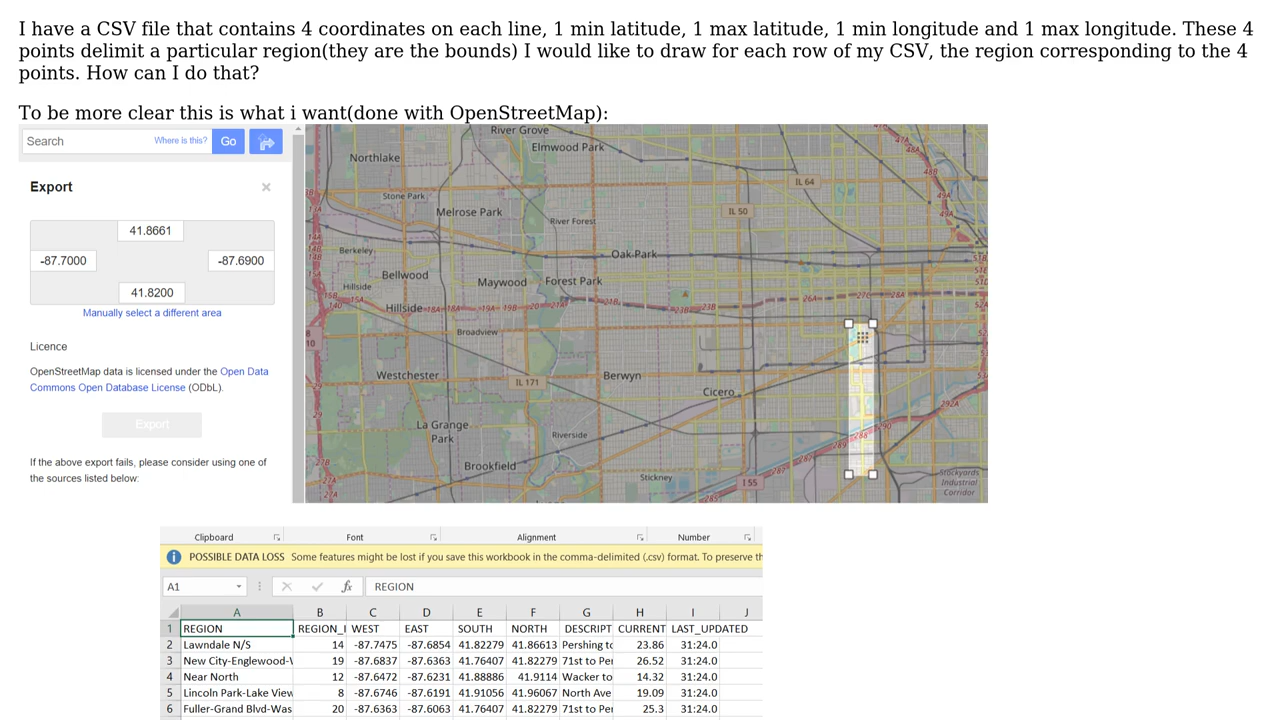 I have a CSV file that contains 4 coordinates on each line, 1 min latitude, 1 max latitude, 1 min longitude and 1 max longitude. These 4
points delimit a particular region(they are the bounds) I would like to draw for each row of my CSV, the region corresponding to the 4
points. How can I do that?
To be more clear this is what i want(done with OpenStreetMap):
Search Where is this? Go
Export ×
41.8661
-87.7000 -87.6900
41.8200
Manually select a different area
Licence
OpenStreetMap data is licensed under the Open Data
Commons Open Database License (ODbL).
Export
If the above export fails, please consider using one of
the sources listed below:
River Grove
Elmwood Park
Northlake
IL 64
Stone Park
Melrose Park
IL 50
River Forest
Berkeley
Oak Park
Bellwood
Maywood
Forest Park
Hillside
Hillside
Broadview
Westchester
IL 171
Berwyn
Cicero
La Grange
Park
Riverside
Brookfield
Stickney
I 55
Stockyards
Industrial
Corridor
Clipboard Font Alignment Number
POSSIBLE DATA LOSS Some features might be lost if you save this workbook in the comma-delimited (.csv) format. To preserve th
A1 fx REGION
A B C D E F G H I J
1 REGION REGION_I WEST EAST SOUTH NORTH DESCRIPT CURRENT LAST_UPDATED
2 Lawndale N/S 14 -87.7475 -87.6854 41.82279 41.86613 Pershing to 23.86 31:24.0
3 New City-Englewood-W 19 -87.6837 -87.6363 41.76407 41.82279 71st to Per 26.52 31:24.0
4 Near North 12 -87.6472 -87.6231 41.88886 41.9114 Wacker to 14.32 31:24.0
5 Lincoln Park-Lake View 8 -87.6746 -87.6191 41.91056 41.96067 North Ave 19.09 31:24.0
6 Fuller-Grand Blvd-Was 20 -87.6363 -87.6063 41.76407 41.82279 71st to Per 25.3 31:24.0